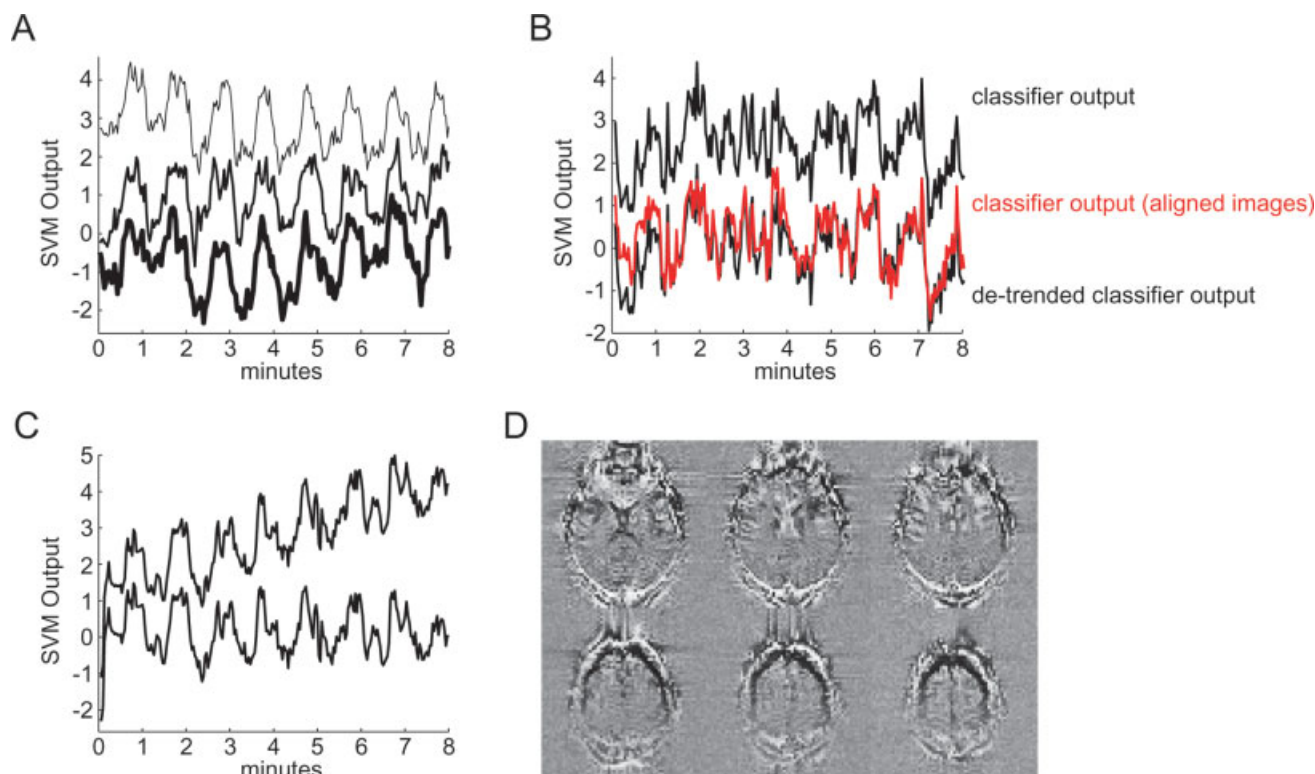 A
SVM Output
4
3
2
1
0
-1
-2
0 1 2 3 4 5 6 7 8
minutes
B
SVM Output
4
3
2
1
0
-1
-2
0 1 2 3 4 5 6 7 8
minutes
classifier output
classifier output (aligned images)
de-trended classifier output
C
SVM Output
5
4
3
2
1
0
-1
-2
0 1 2 3 4 5 6 7 8
minutes
D